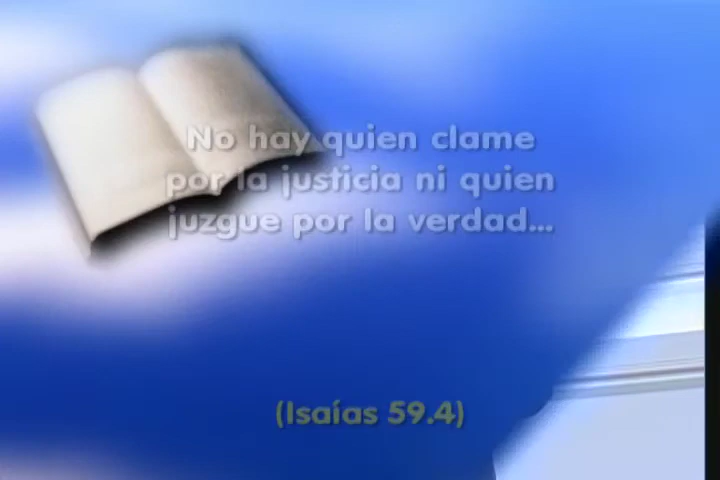 No hay quien clame
por la justicia ni quien
juzgue por la verdad...
(Isaías 59.4)